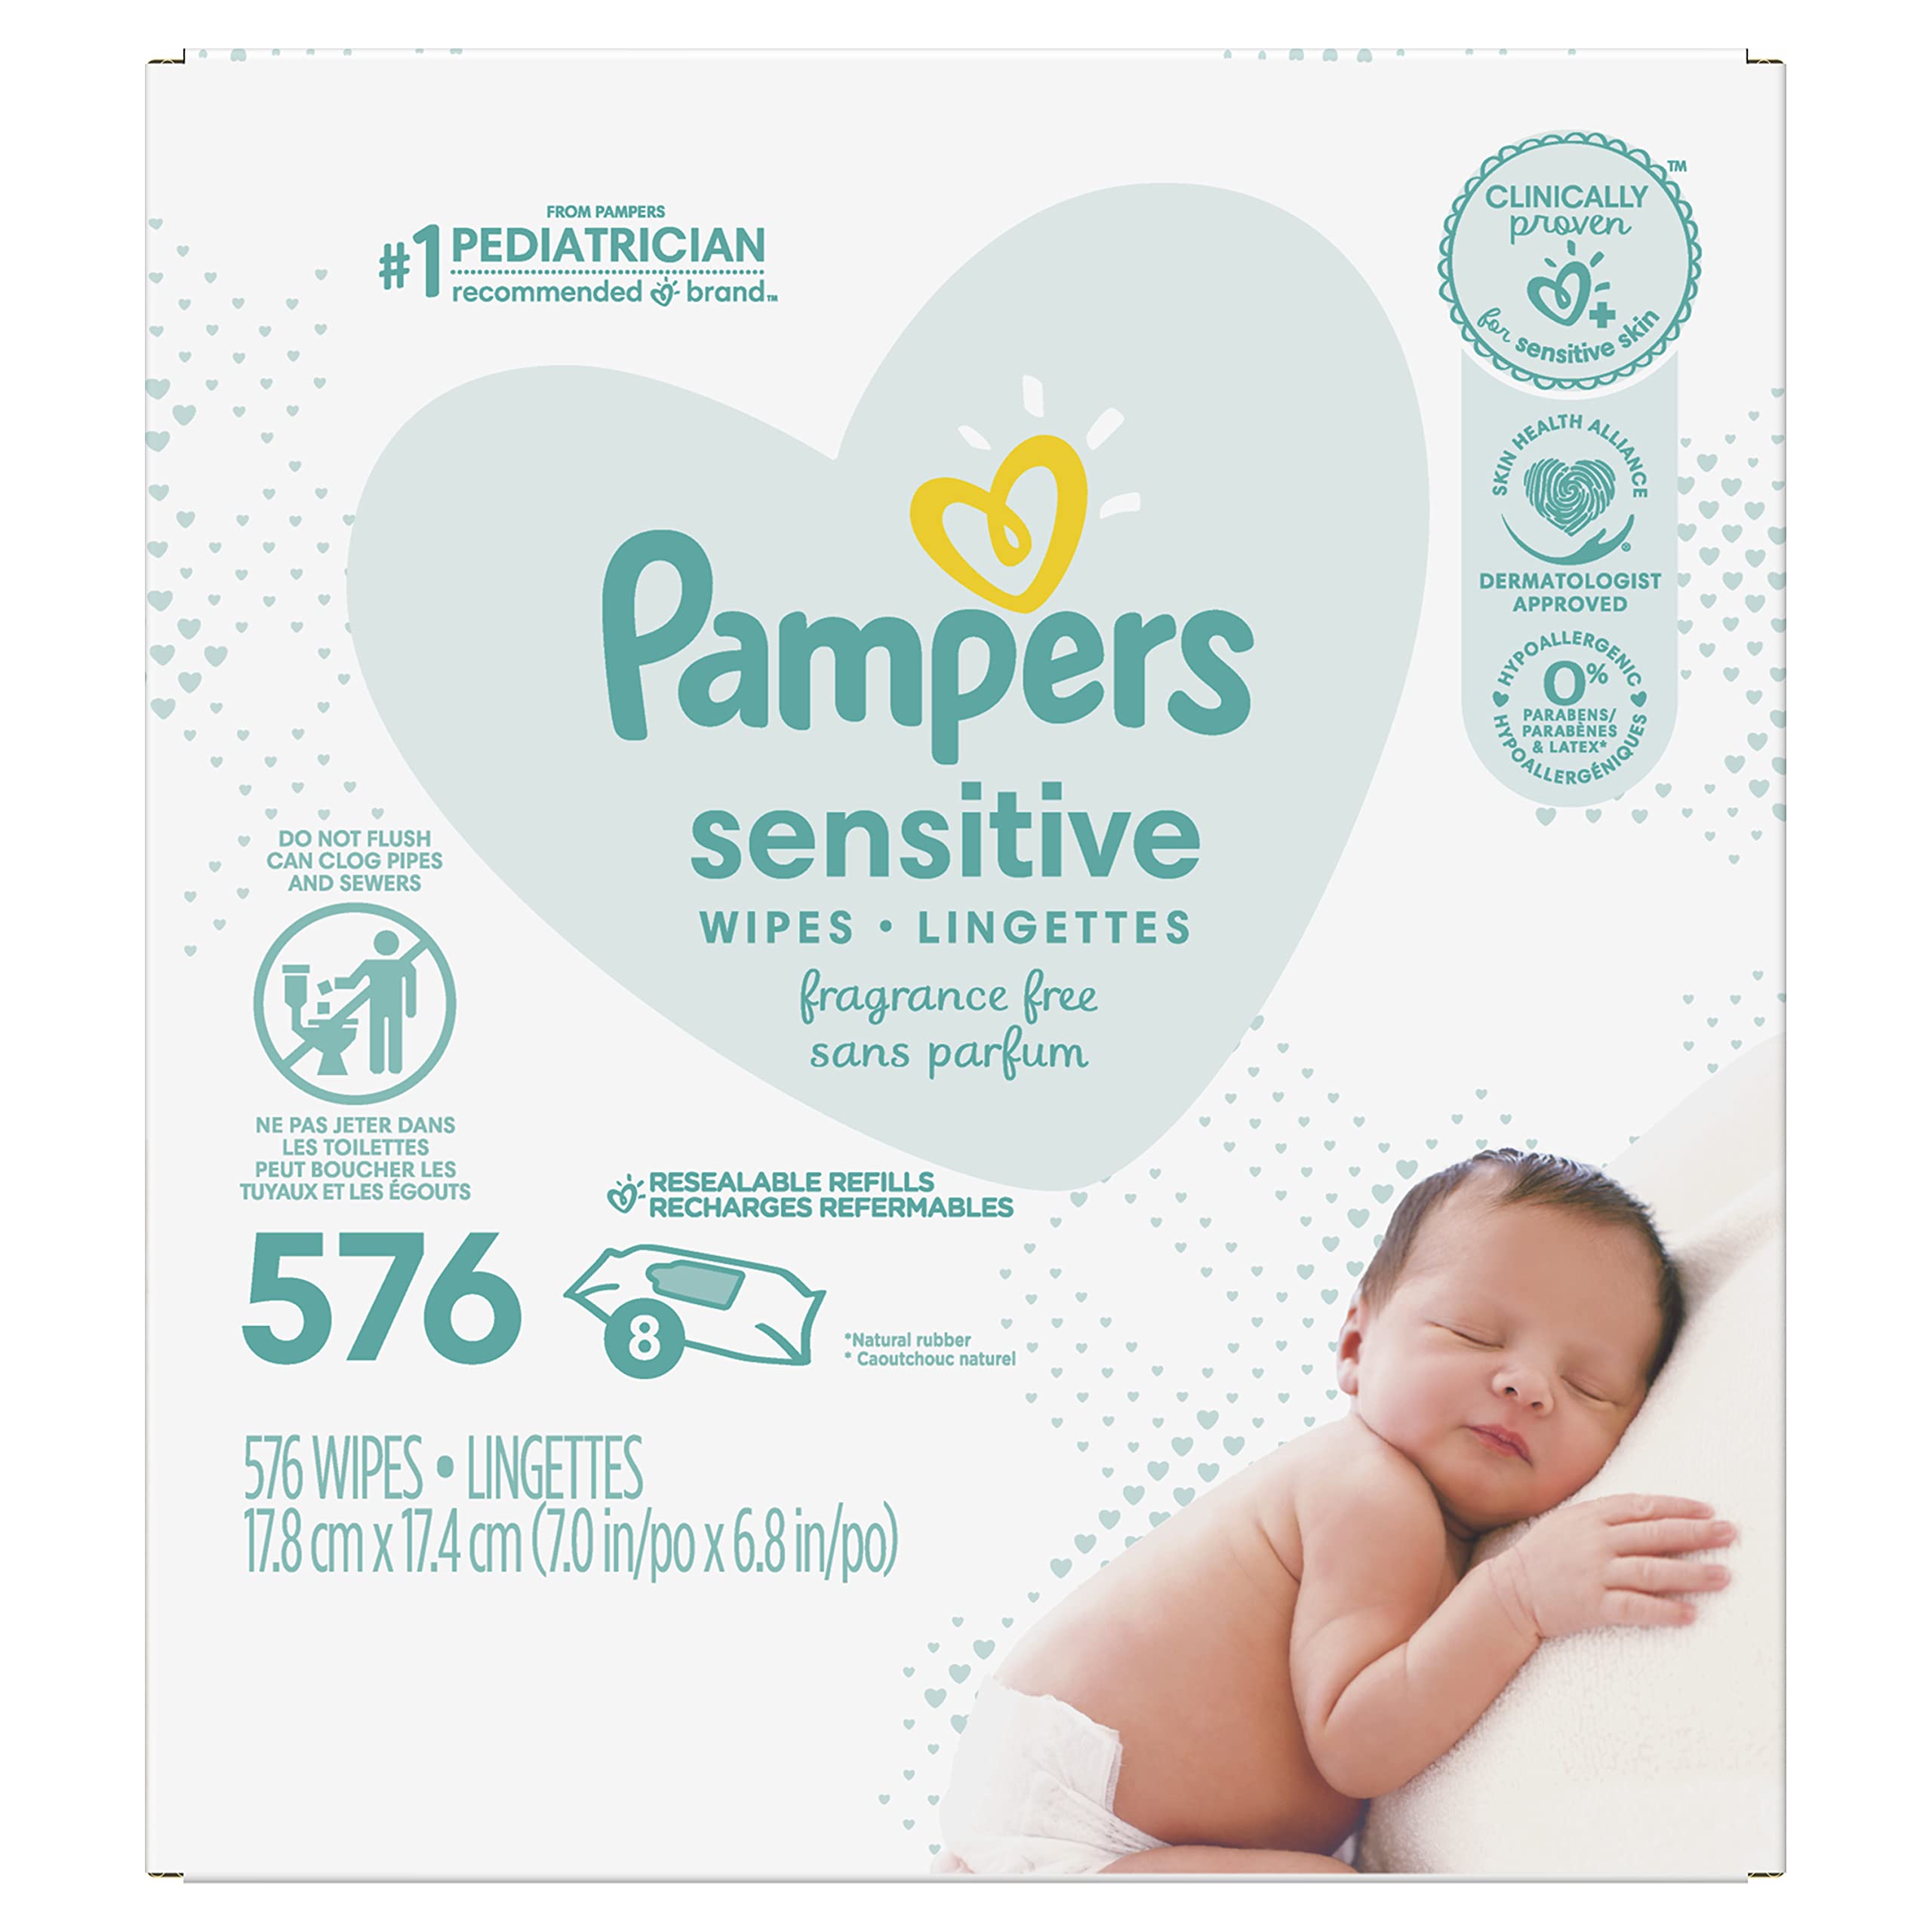 FROM PAMPERS
#1 PEDIATRICIAN
recommended brand™
CLINICALLY
proven
for sensitive skin
™
SKIN HEALTH ALLIANCE
®
DERMATOLOGIST
APPROVED
HYPOALLERGENIC
0%
PARABENS/
PARABÈNES
& LATEX*
HYPOALLERGÉNIQUES
Pampers
sensitive
WIPES • LINGETTES
fragrance free
sans parfum
DO NOT FLUSH
CAN CLOG PIPES
AND SEWERS
NE PAS JETER DANS
LES TOILETTES
PEUT BOUCHER LES
TUYAUX ET LES ÉGOUTS
RESEALABLE REFILLS
RECHARGES REFERMABLES
576
8
*Natural rubber
* Caoutchouc naturel
576 WIPES • LINGETTES
17.8 cm x 17.4 cm (7.0 in/po x 6.8 in/po)